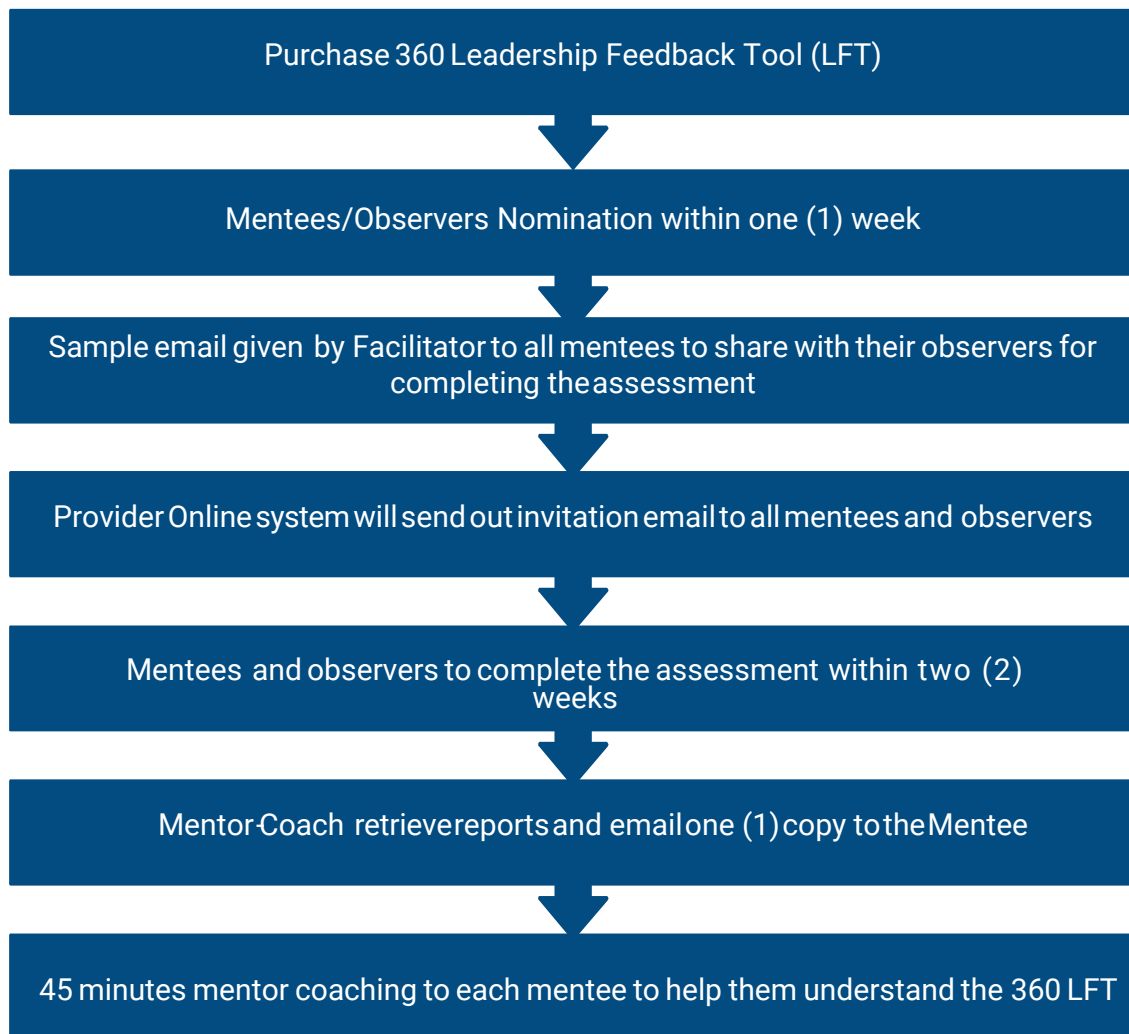 Purchase 360 Leadership Feedback Tool (LFT)
Mentees/Observers Nomination within one (1) week
Sample email given by Facilitator to all mentees to share with their observers for
completing the assessment
Provider Online system will send out invitation email to all mentees and observers
Mentees and observers to complete the assessment within two (2)
weeks
Mentor-Coach retrieve reports and email one (1) copy to the Mentee
45 minutes mentor coaching to each mentee to help them understand the 360 LFT